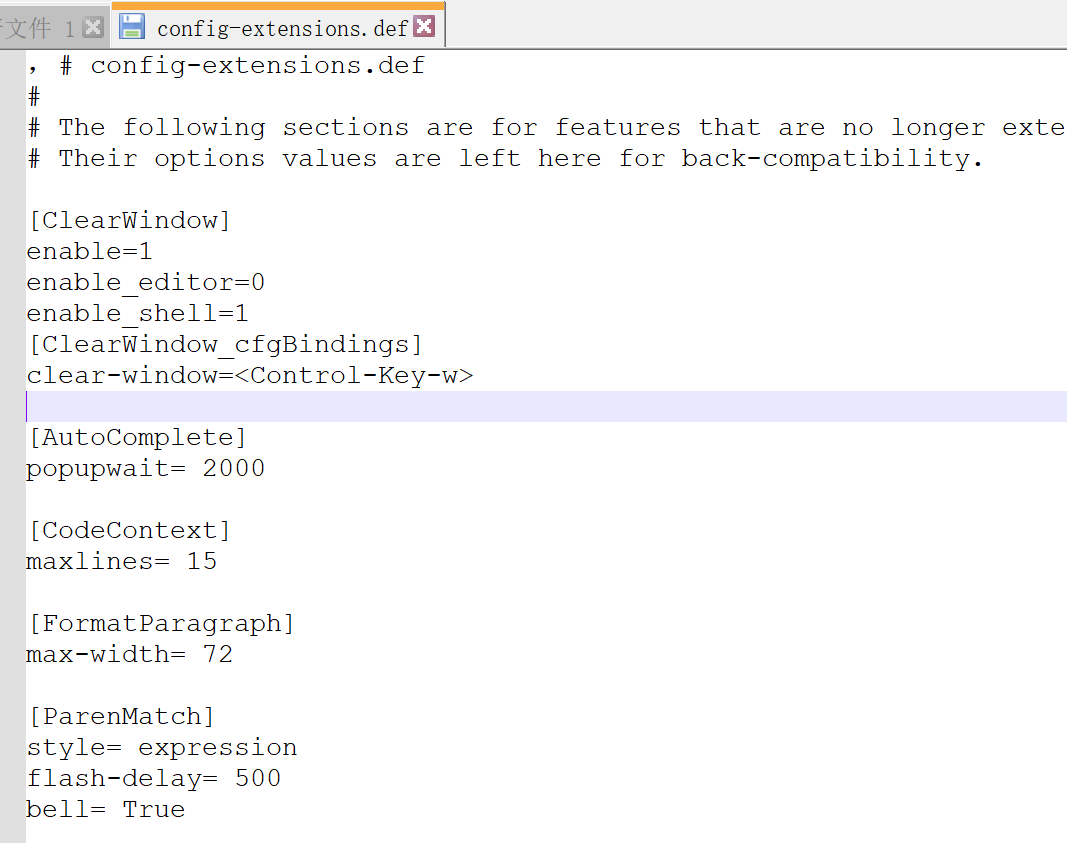 文件 1
config-extensions.def
, # config-extensions.def
#
# The following sections are for features that are no longer exte
# Their options values are left here for back-compatibility.
[ClearWindow]
enable=1
enable_editor=0
enable_shell=1
[ClearWindow_cfgBindings]
clear-window=<Control-Key-w>
[AutoComplete]
popupwait= 2000
[CodeContext]
maxlines= 15
[FormatParagraph]
max-width= 72
[ParenMatch]
style= expression
flash-delay= 500
bell= True